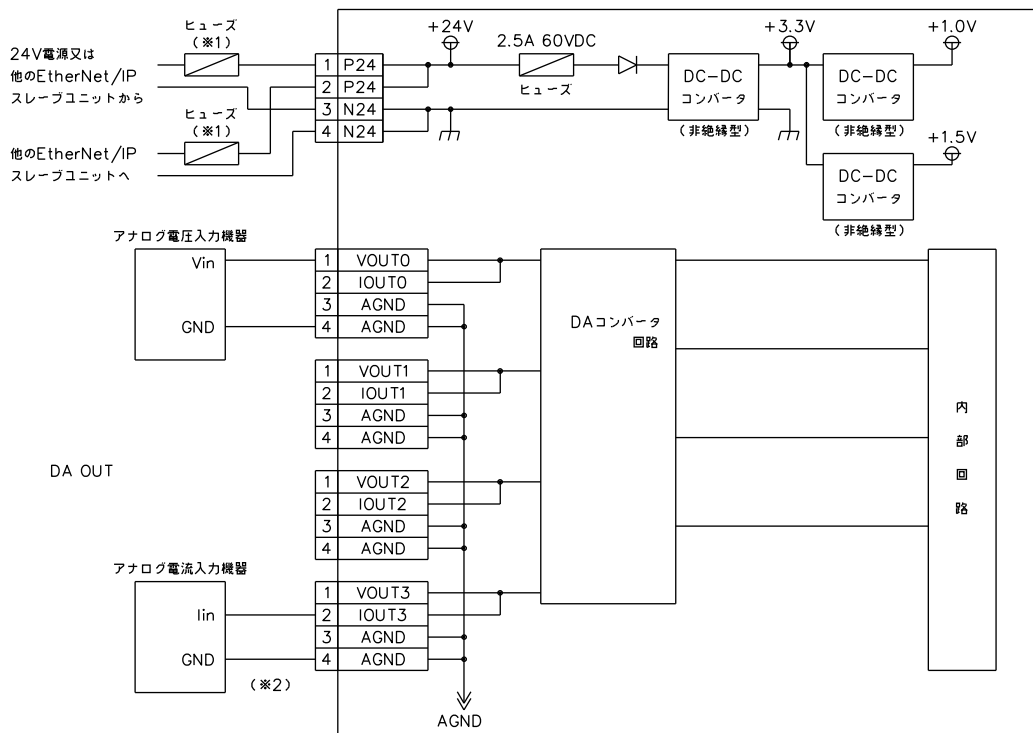 24V電源又は
他のEtherNet/IP
スレーブユニットから
ヒューズ
(※1)
ヒューズ
(※1)
他のEtherNet/IP
スレーブユニットへ
1 P24
2 P24
3 N24
4 N24
+24V
2.5A 60VDC
ヒューズ
DC-DC
コンバータ
(非絶縁型)
+3.3V
DC-DC
コンバータ
(非絶縁型)
+1.0V
DC-DC
コンバータ
(非絶縁型)
+1.5V
アナログ電圧入力機器
Vin
GND
1 VOUT0
2 IOUT0
3 AGND
4 AGND
1 VOUT1
2 IOUT1
3 AGND
4 AGND
DA OUT
1 VOUT2
2 IOUT2
3 AGND
4 AGND
アナログ電流入力機器
Iin
GND
(※2)
1 VOUT3
2 IOUT3
3 AGND
4 AGND
AGND
DAコンバータ
回路
内
部
回
路